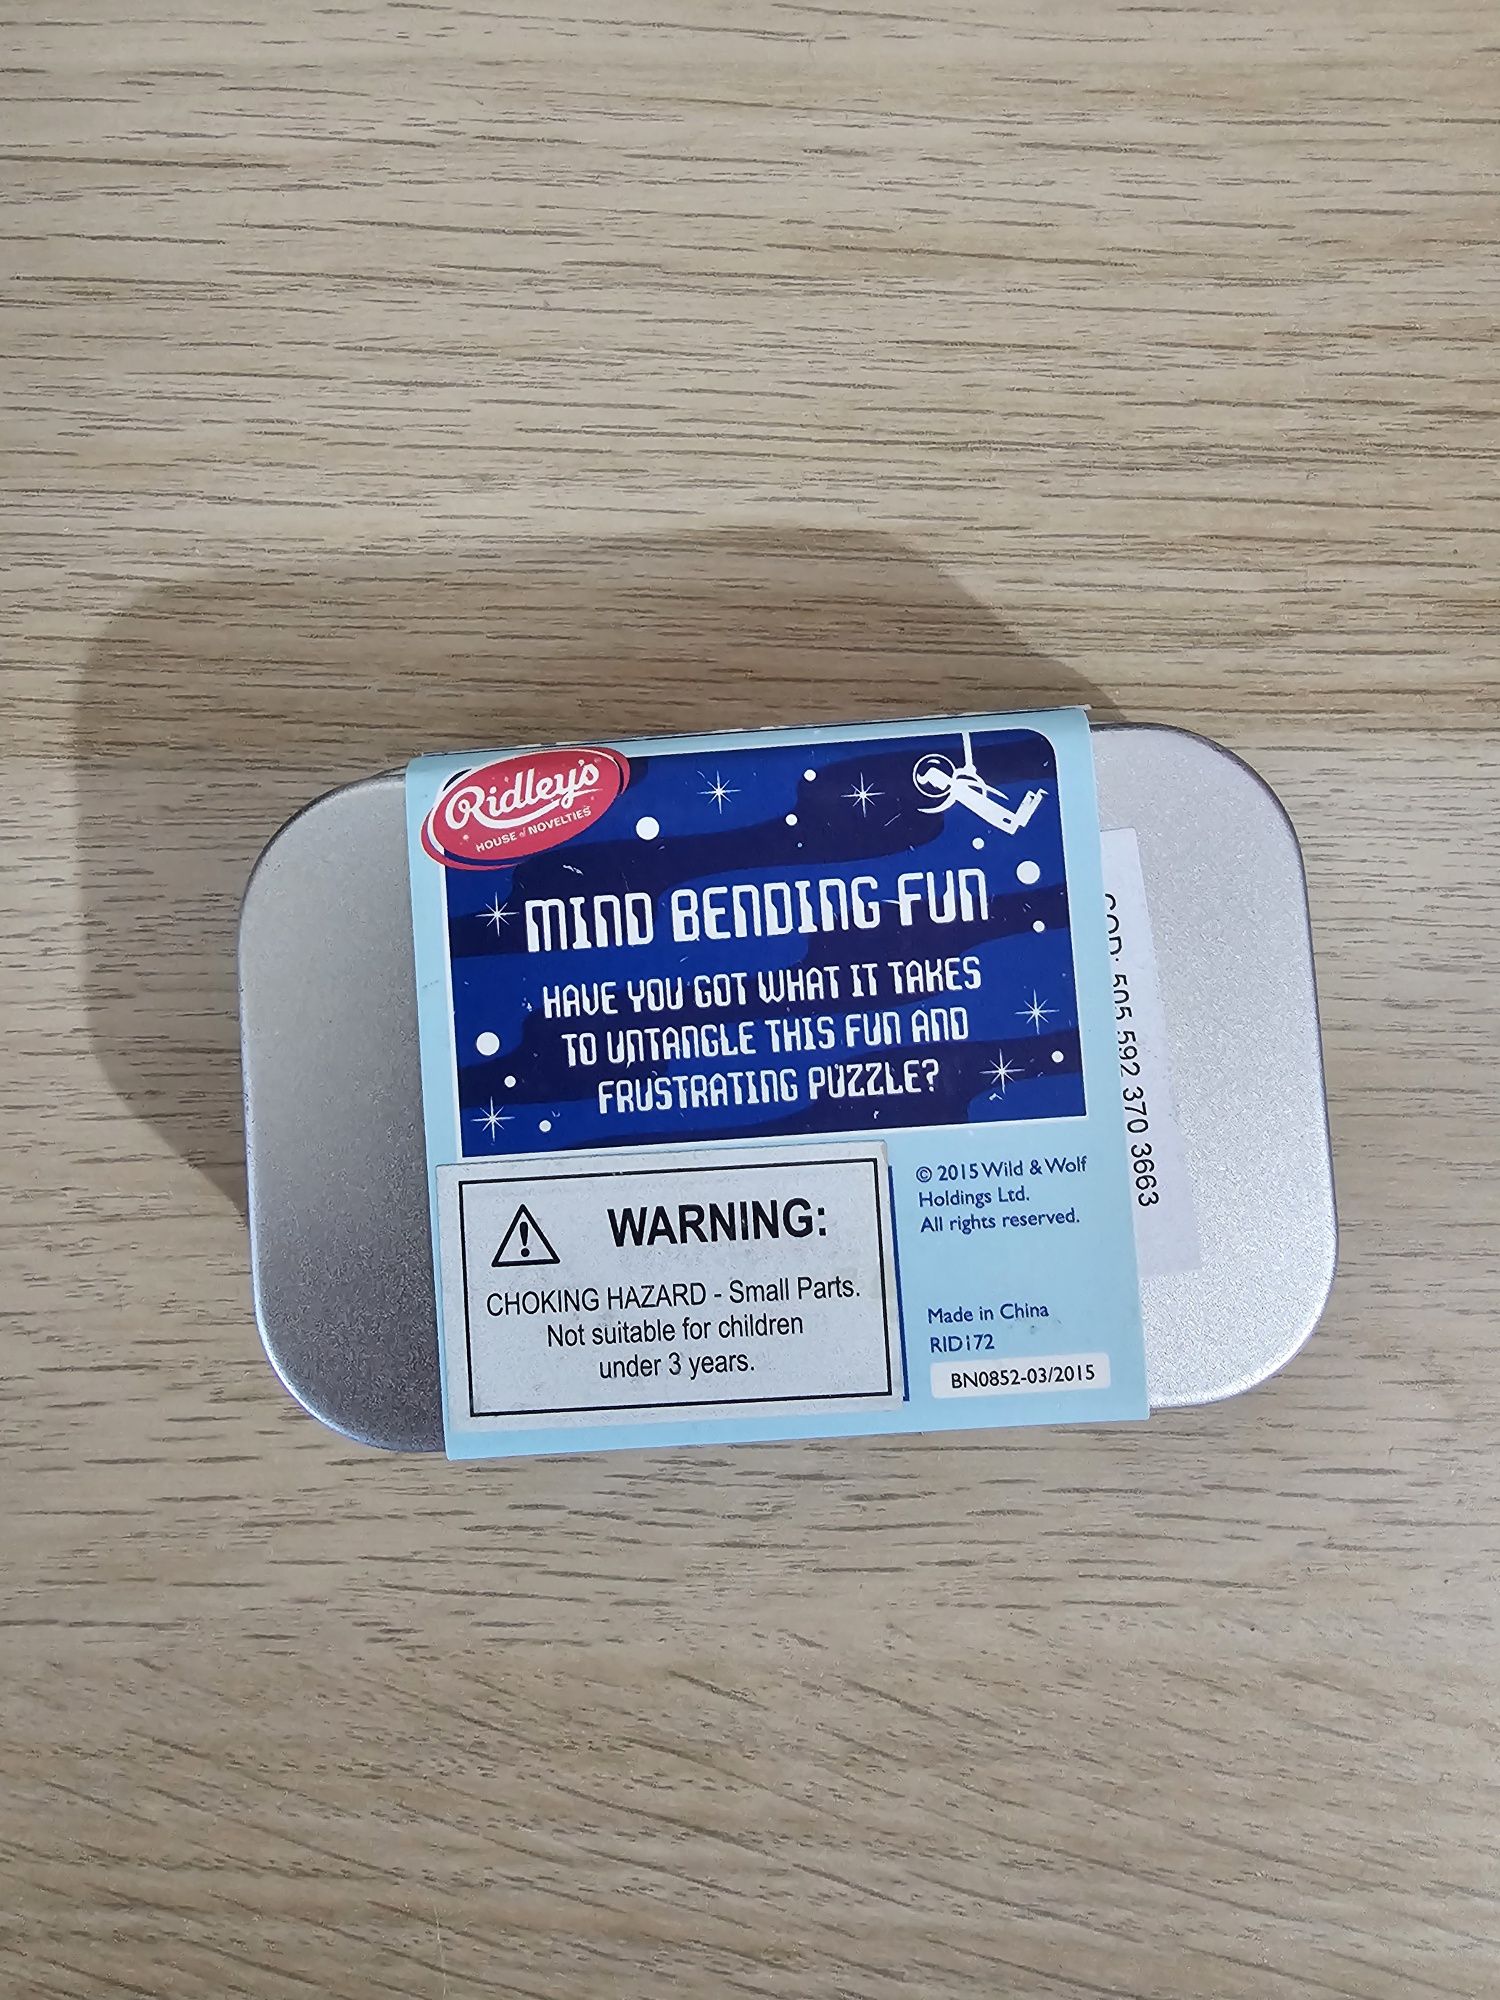 Ridley's
HOUSE of NOVELTIES
MIND BENDING FUN
HAVE YOU GOT WHAT IT TAKES
TO UNTANGLE THIS FUN AND
FRUSTRATING PUZZLE?
WARNING:
CHOKING HAZARD - Small Parts.
Not suitable for children
under 3 years.
© 2015 Wild & Wolf
Holdings Ltd.
All rights reserved.
Made in China
RID172
BN0852-03/2015
COD: 505 592 370 3663